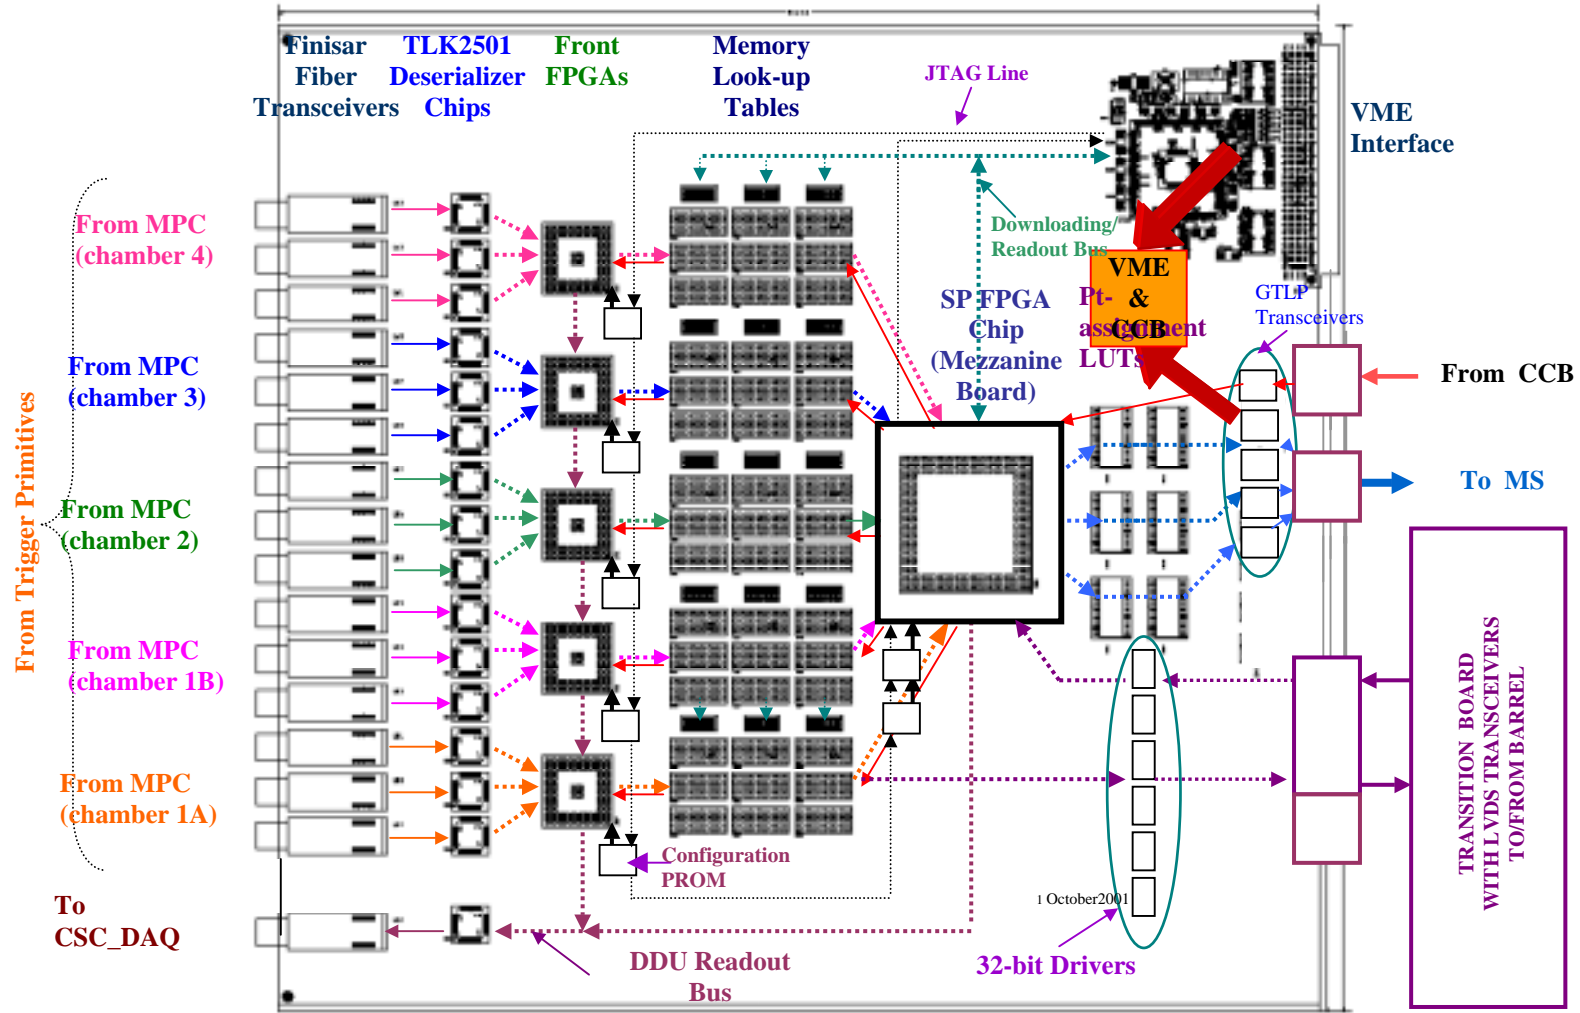 Finisar
Fiber
Transceivers
TLK2501
Deserializer
Chips
Front
FPGAs
Memory
Look-up
Tables
JTAG Line
VME
Interface
From MPC
(chamber 4)
Downloading/
Readout Bus
VME
&
CCB
SP FPGA
Chip
(Mezzanine
Board)
Pt-
assignment
LUTs
GTLP
Transceivers
From MPC
(chamber 3)
From CCB
From Trigger Primitives
From MPC
(chamber 2)
To MS
From MPC
(chamber 1B)
TRANSITION BOARD
WITH LVDS TRANSCEIVERS
TO/FROM BARREL
From MPC
(chamber 1A)
Configuration
PROM
1 October2001
To
CSC_DAQ
DDU Readout
Bus
32-bit Drivers